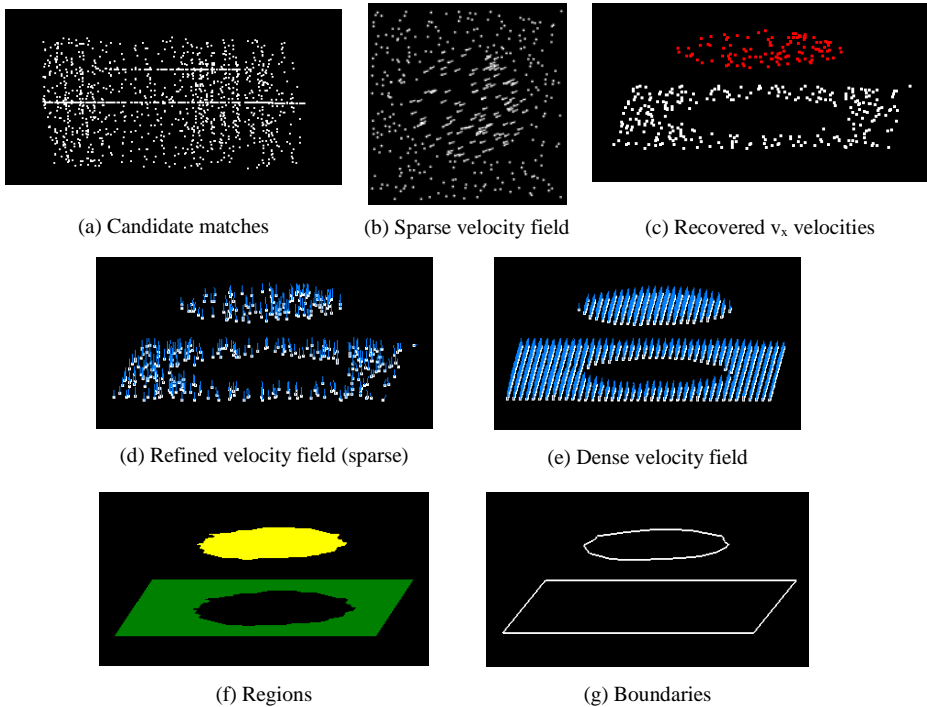 (a) Candidate matches
(b) Sparse velocity field
(c) Recovered vₓ velocities
(d) Refined velocity field (sparse)
(e) Dense velocity field
(f) Regions
(g) Boundaries